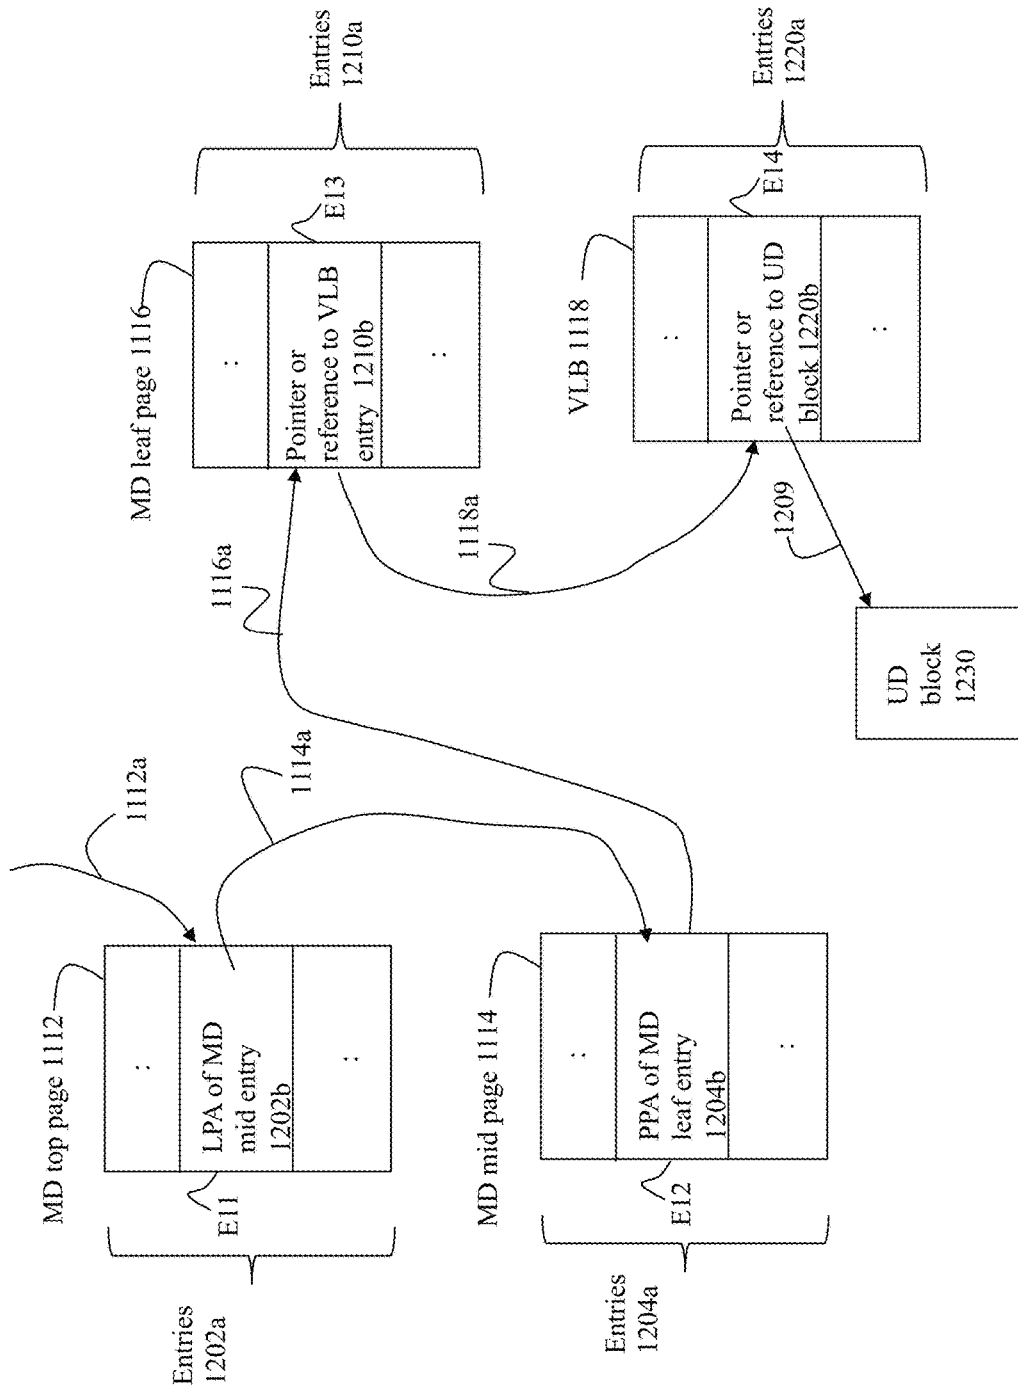 MD top page 1112
:
LPA of MD
mid entry
1202b
:
E11
Entries
1202a
1112a
1114a
MD mid page 1114
:
PPA of MD
leaf entry
1204b
:
E12
Entries
1204a
1116a
MD leaf page 1116
:
Pointer or
reference to VLB
entry 1210b
:
E13
Entries
1210a
1118a
VLB 1118
:
Pointer or
reference to UD
block 1220b
:
E14
Entries
1220a
1209
UD
block
1230